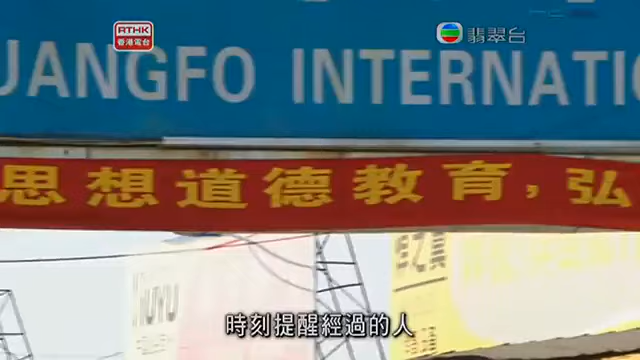 RTHK
香港電台
翡翠台
UANGFO INTERNATIO
思想道德教育,弘
時刻提醒經過的人